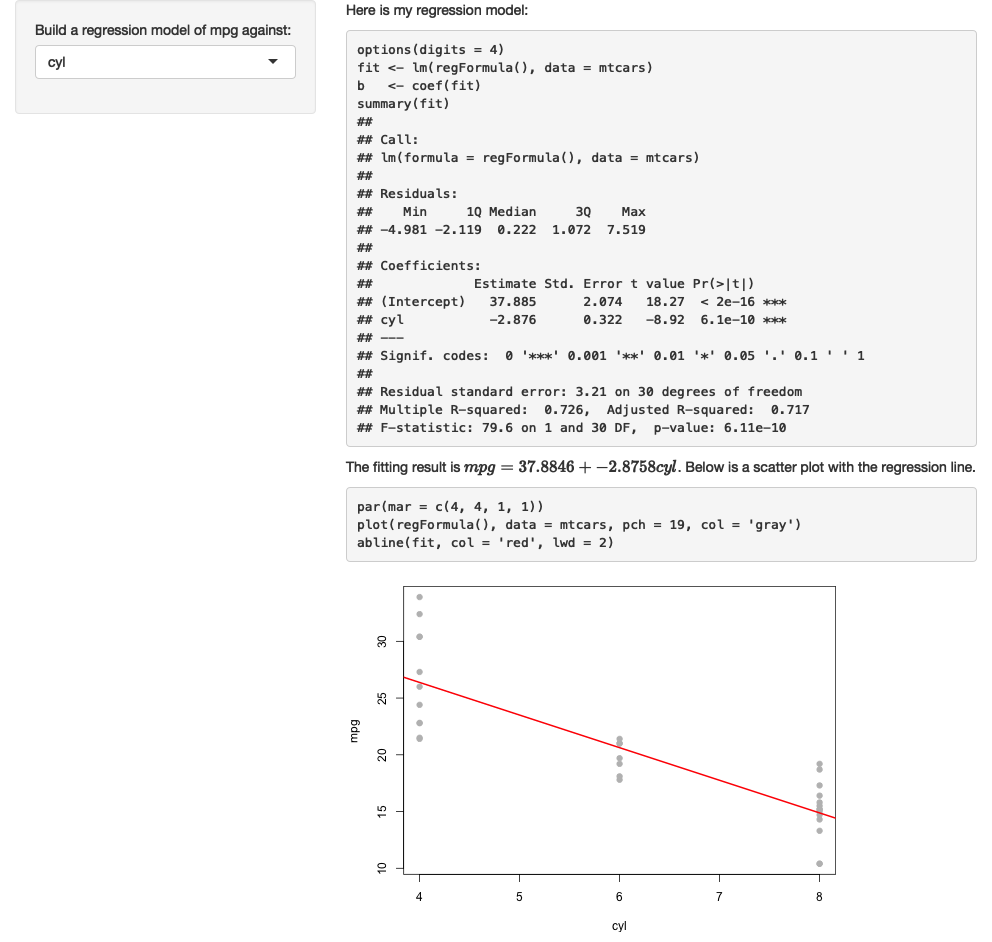 Build a regression model of mpg against:
cyl
Here is my regression model:
options(digits = 4)
fit <- lm(regFormula(), data = mtcars)
b   <- coef(fit)
summary(fit)
##
## Call:
## lm(formula = regFormula(), data = mtcars)
##
## Residuals:
##    Min     1Q Median     3Q    Max
## -4.981 -2.119  0.222  1.072  7.519
##
## Coefficients:
##             Estimate Std. Error t value Pr(>|t|)
## (Intercept)   37.885      2.074   18.27  < 2e-16 ***
## cyl           -2.876      0.322   -8.92  6.1e-10 ***
## ---
## Signif. codes:  0 '***' 0.001 '**' 0.01 '*' 0.05 '.' 0.1 ' ' 1
##
## Residual standard error: 3.21 on 30 degrees of freedom
## Multiple R-squared:  0.726,  Adjusted R-squared:  0.717
## F-statistic: 79.6 on 1 and 30 DF,  p-value: 6.11e-10
The fitting result is mpg = 37.8846 + −2.8758cyl. Below is a scatter plot with the regression line.
par(mar = c(4, 4, 1, 1))
plot(regFormula(), data = mtcars, pch = 19, col = 'gray')
abline(fit, col = 'red', lwd = 2)
30
25
20
15
10
mpg
4 5 6 7 8
cyl